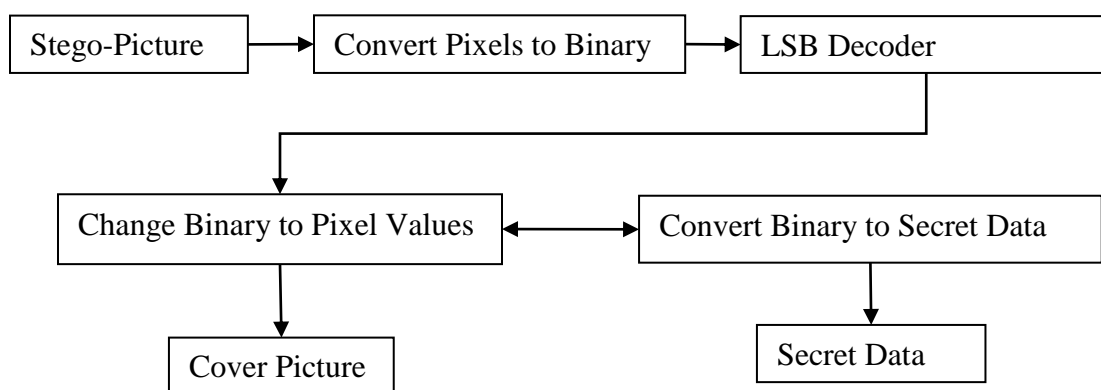 Stego-Picture
Convert Pixels to Binary
LSB Decoder
Change Binary to Pixel Values
Convert Binary to Secret Data
Cover Picture
Secret Data